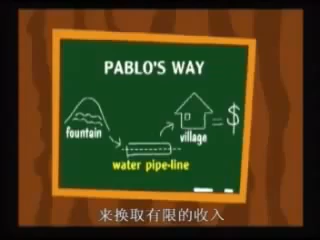 PABLO'S WAY
fountain
village
= $
water pipe-line
来换取有限的收入